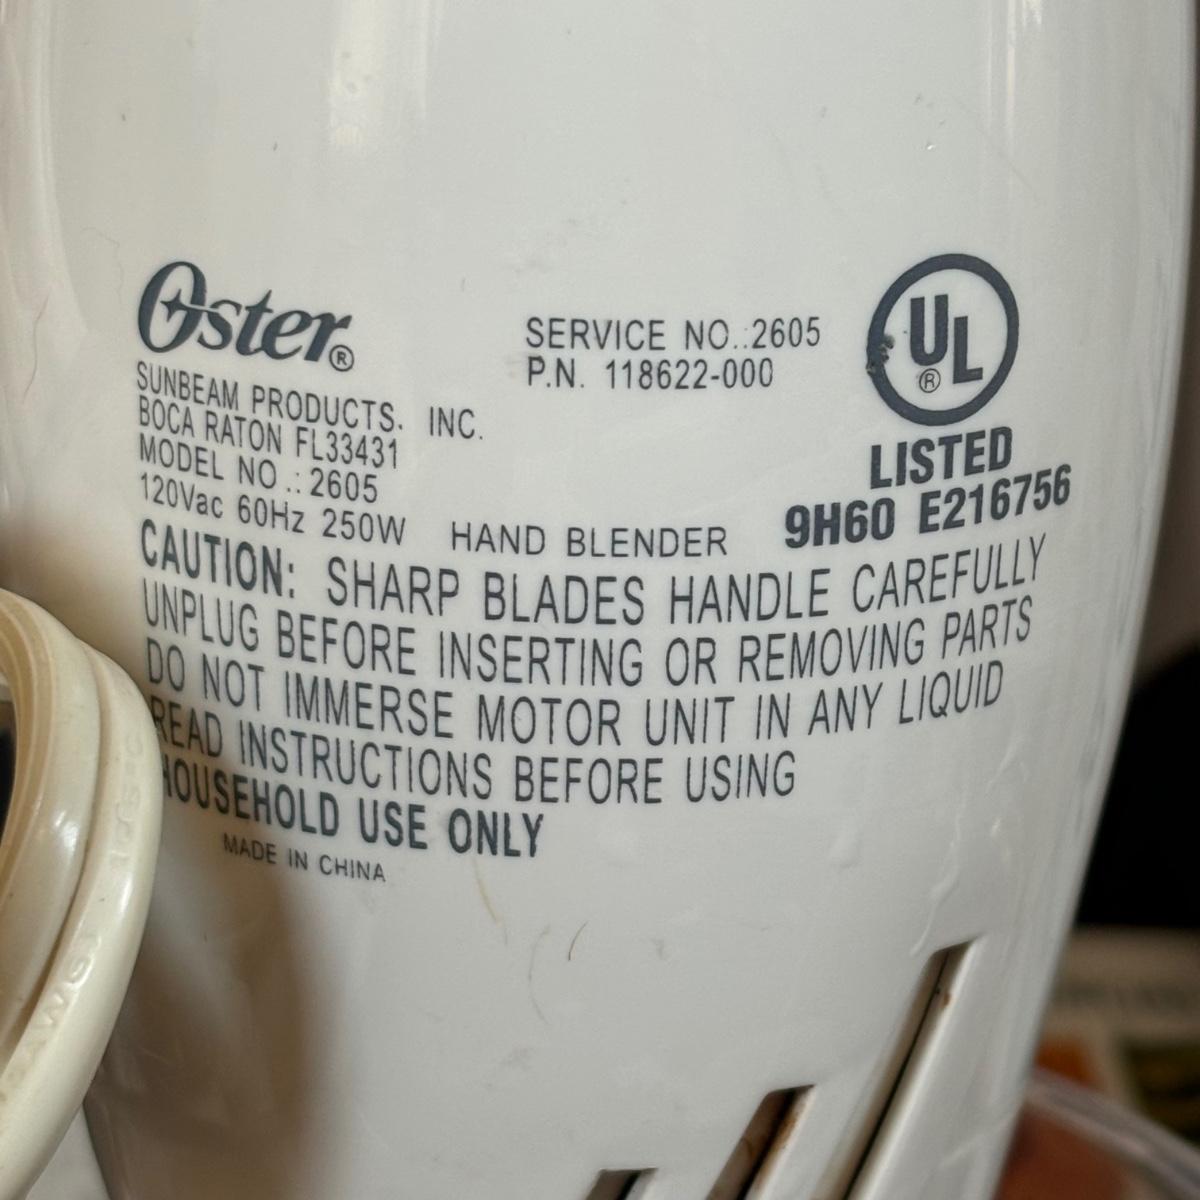 Oster®
SUNBEAM PRODUCTS. INC.
BOCA RATON FL33431
MODEL NO.: 2605
120Vac 60Hz 250W HAND BLENDER
SERVICE NO.:2605
P.N. 118622-000
UL®
LISTED
9H60 E216756
CAUTION: SHARP BLADES HANDLE CAREFULLY
UNPLUG BEFORE INSERTING OR REMOVING PARTS
DO NOT IMMERSE MOTOR UNIT IN ANY LIQUID
READ INSTRUCTIONS BEFORE USING
HOUSEHOLD USE ONLY
MADE IN CHINA
AWG